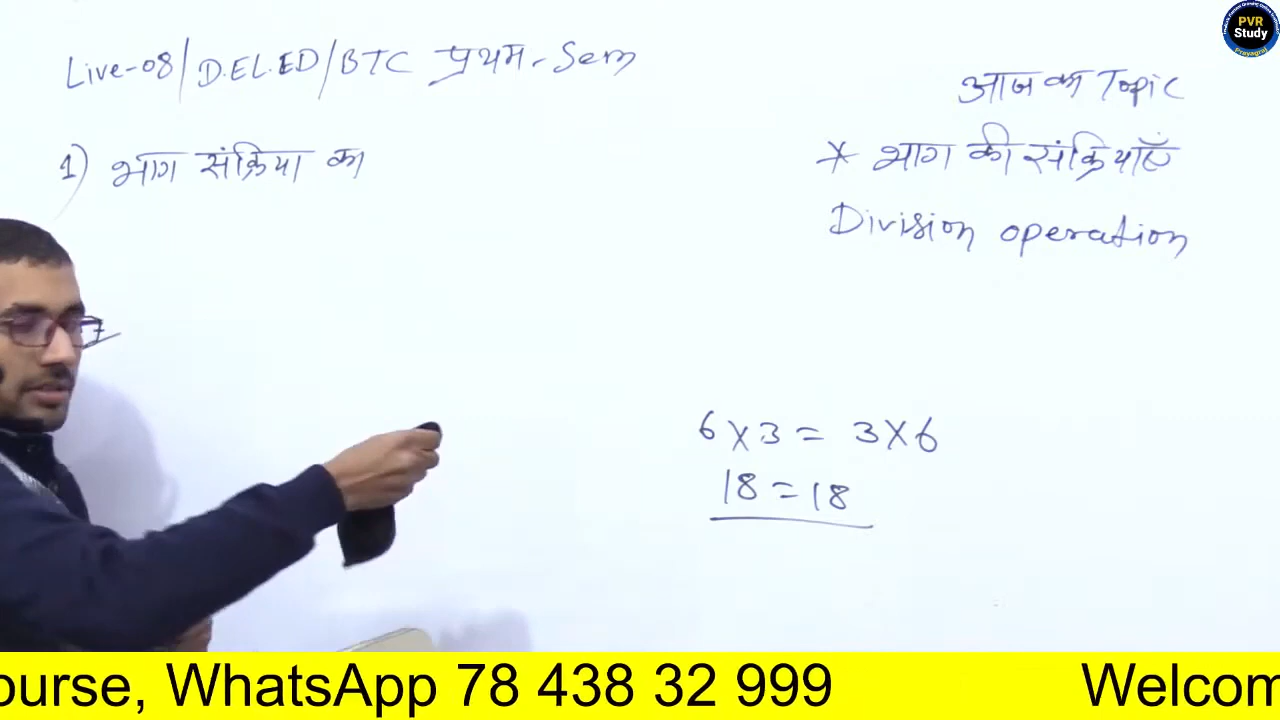 Live-08/D.EL.ED/BTC प्रथम-Sem
आज का Topic
1) भाग संक्रिया का
* भाग की संक्रियाएँ
Division operation
6×3 = 3×6
18 = 18
PVR
Study
Prayagraj
ourse, WhatsApp 78 438 32 999
Welcom